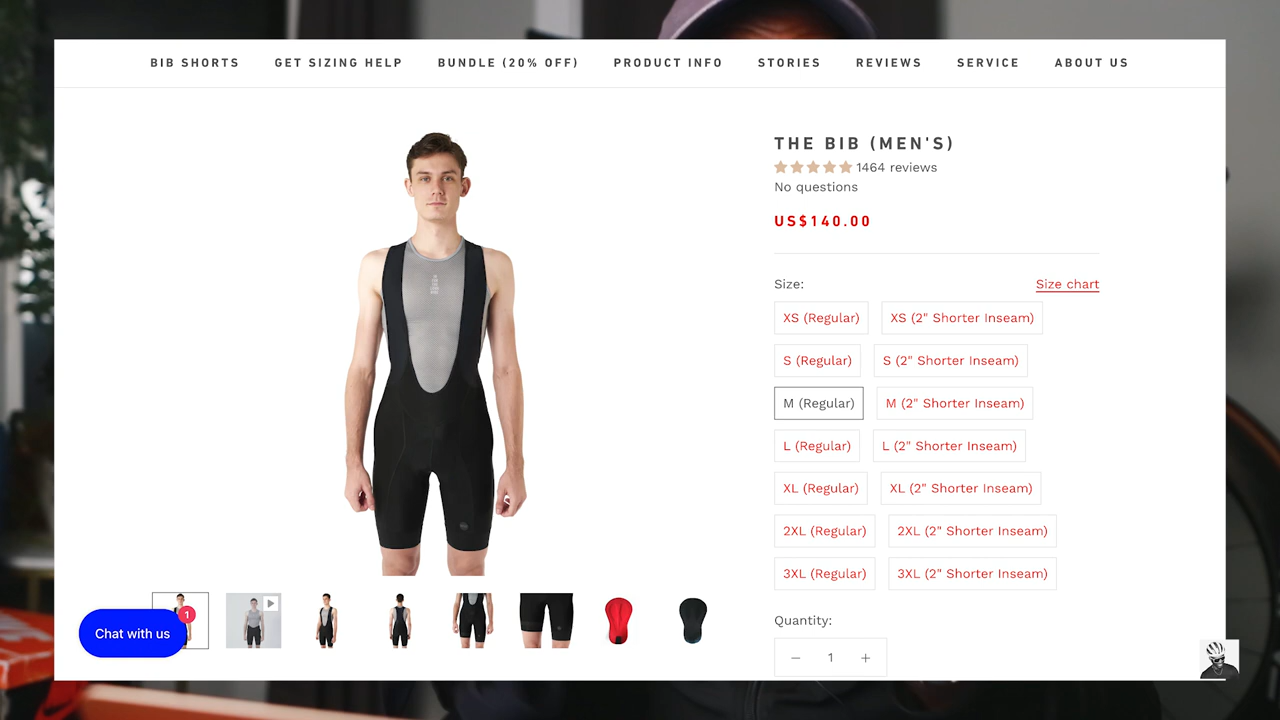 BIB SHORTS GET SIZING HELP BUNDLE (20% OFF) PRODUCT INFO STORIES REVIEWS SERVICE ABOUT US
THE BIB (MEN'S)
1464 reviews
No questions
US$140.00
Size: Size chart
XS (Regular) XS (2" Shorter Inseam)
S (Regular) S (2" Shorter Inseam)
M (Regular) M (2" Shorter Inseam)
L (Regular) L (2" Shorter Inseam)
XL (Regular) XL (2" Shorter Inseam)
2XL (Regular) 2XL (2" Shorter Inseam)
3XL (Regular) 3XL (2" Shorter Inseam)
Quantity:
− 1 +
1
Chat with us